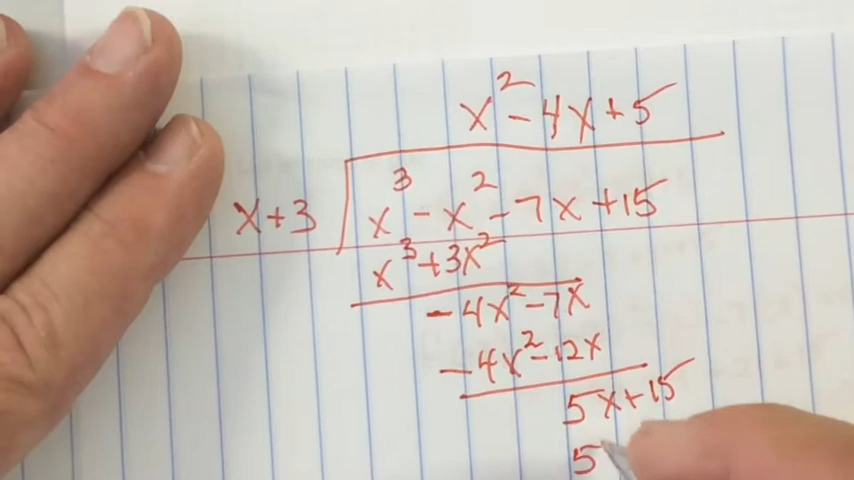 x² - 4x + 5
x + 3 x³ - x² - 7x + 15
x³ + 3x²
- 4x² - 7x
- 4x² - 12x
5x + 15
5